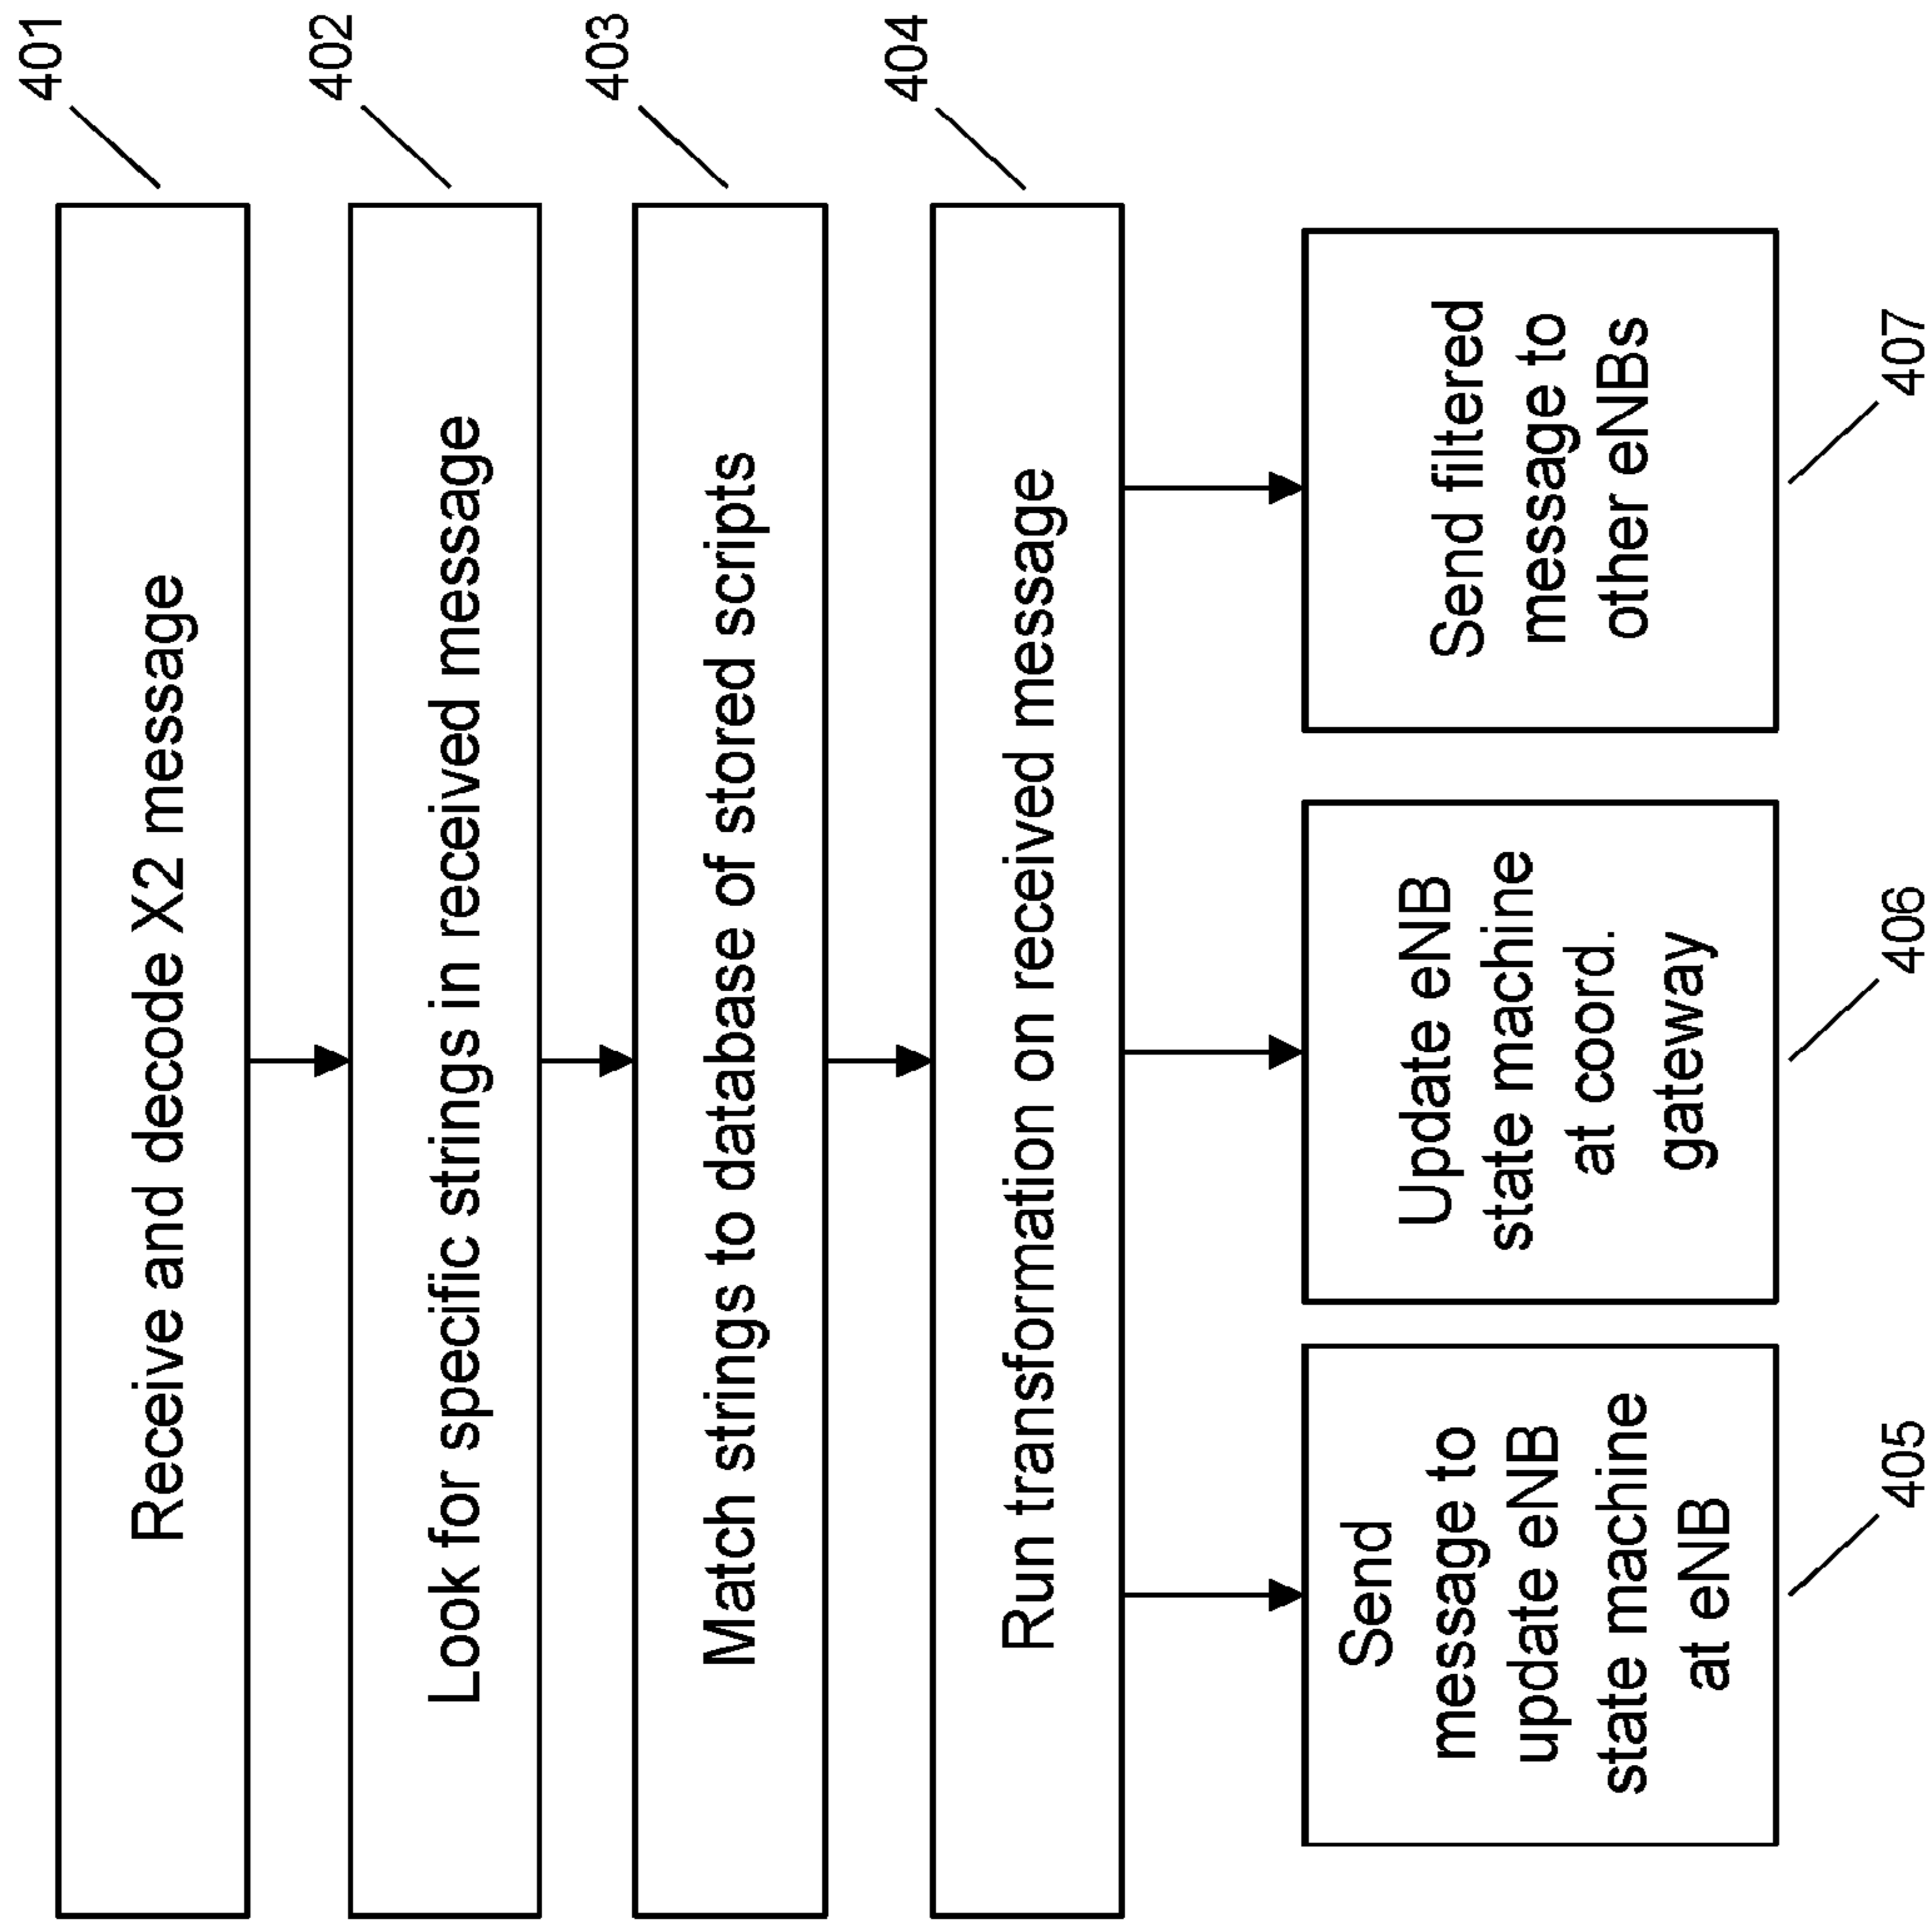 Receive and decode X2 message
401
Look for specific strings in received message
402
Match strings to database of stored scripts
403
Run transformation on received message
404
Send
message to
update eNB
state machine
at eNB
405
Update eNB
state machine
at coord.
gateway
406
Send filtered
message to
other eNBs
407